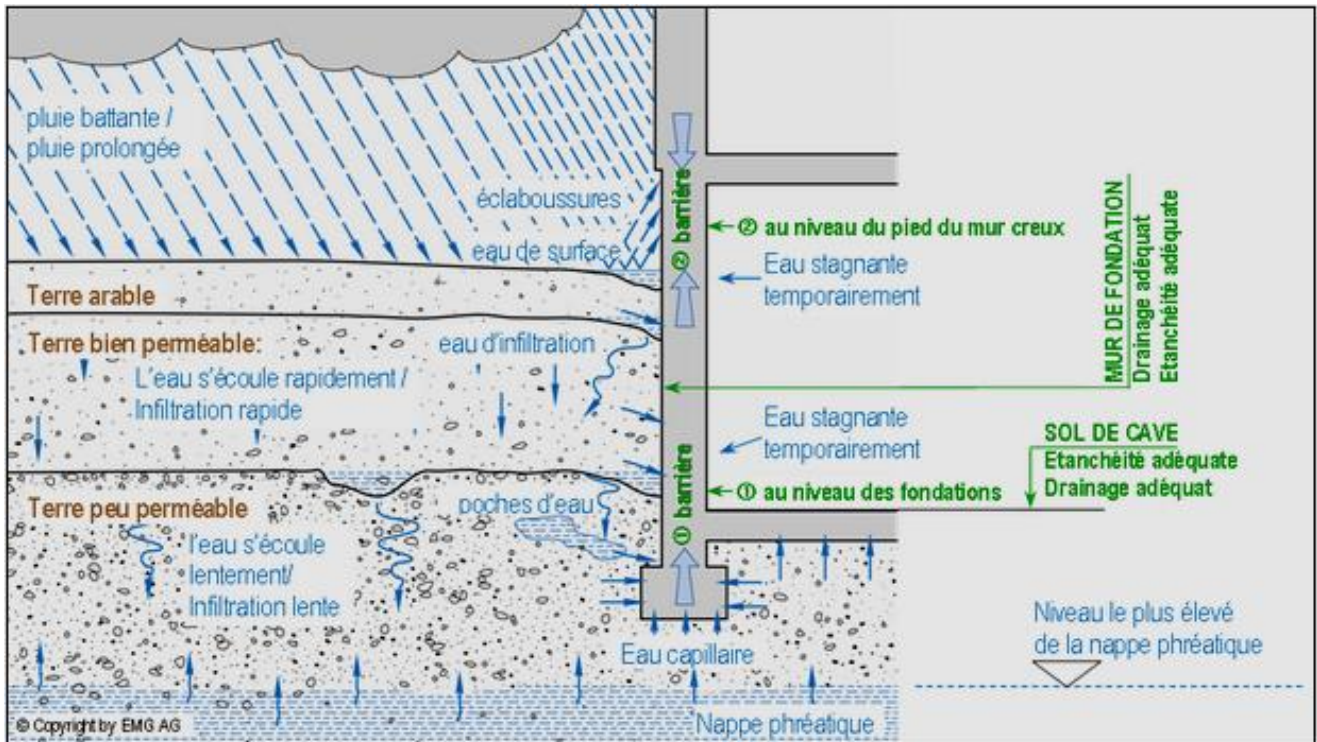 pluie battante /
pluie prolongée
éclaboussures
eau de surface
② barrière
② au niveau du pied du mur creux
Eau stagnante
temporairement
MUR DE FONDATION
Drainage adéquat
Etanchéité adéquate
Terre arable
Terre bien perméable:
L'eau s'écoule rapidement /
Infiltration rapide
eau d'infiltration
Eau stagnante
temporairement
SOL DE CAVE
Etanchéité adéquate
Drainage adéquat
① barrière
① au niveau des fondations
Terre peu perméable
poches d'eau
l'eau s'écoule
lentement/
Infiltration lente
Eau capillaire
Niveau le plus élevé
de la nappe phréatique
Nappe phréatique
© Copyright by EMG AG